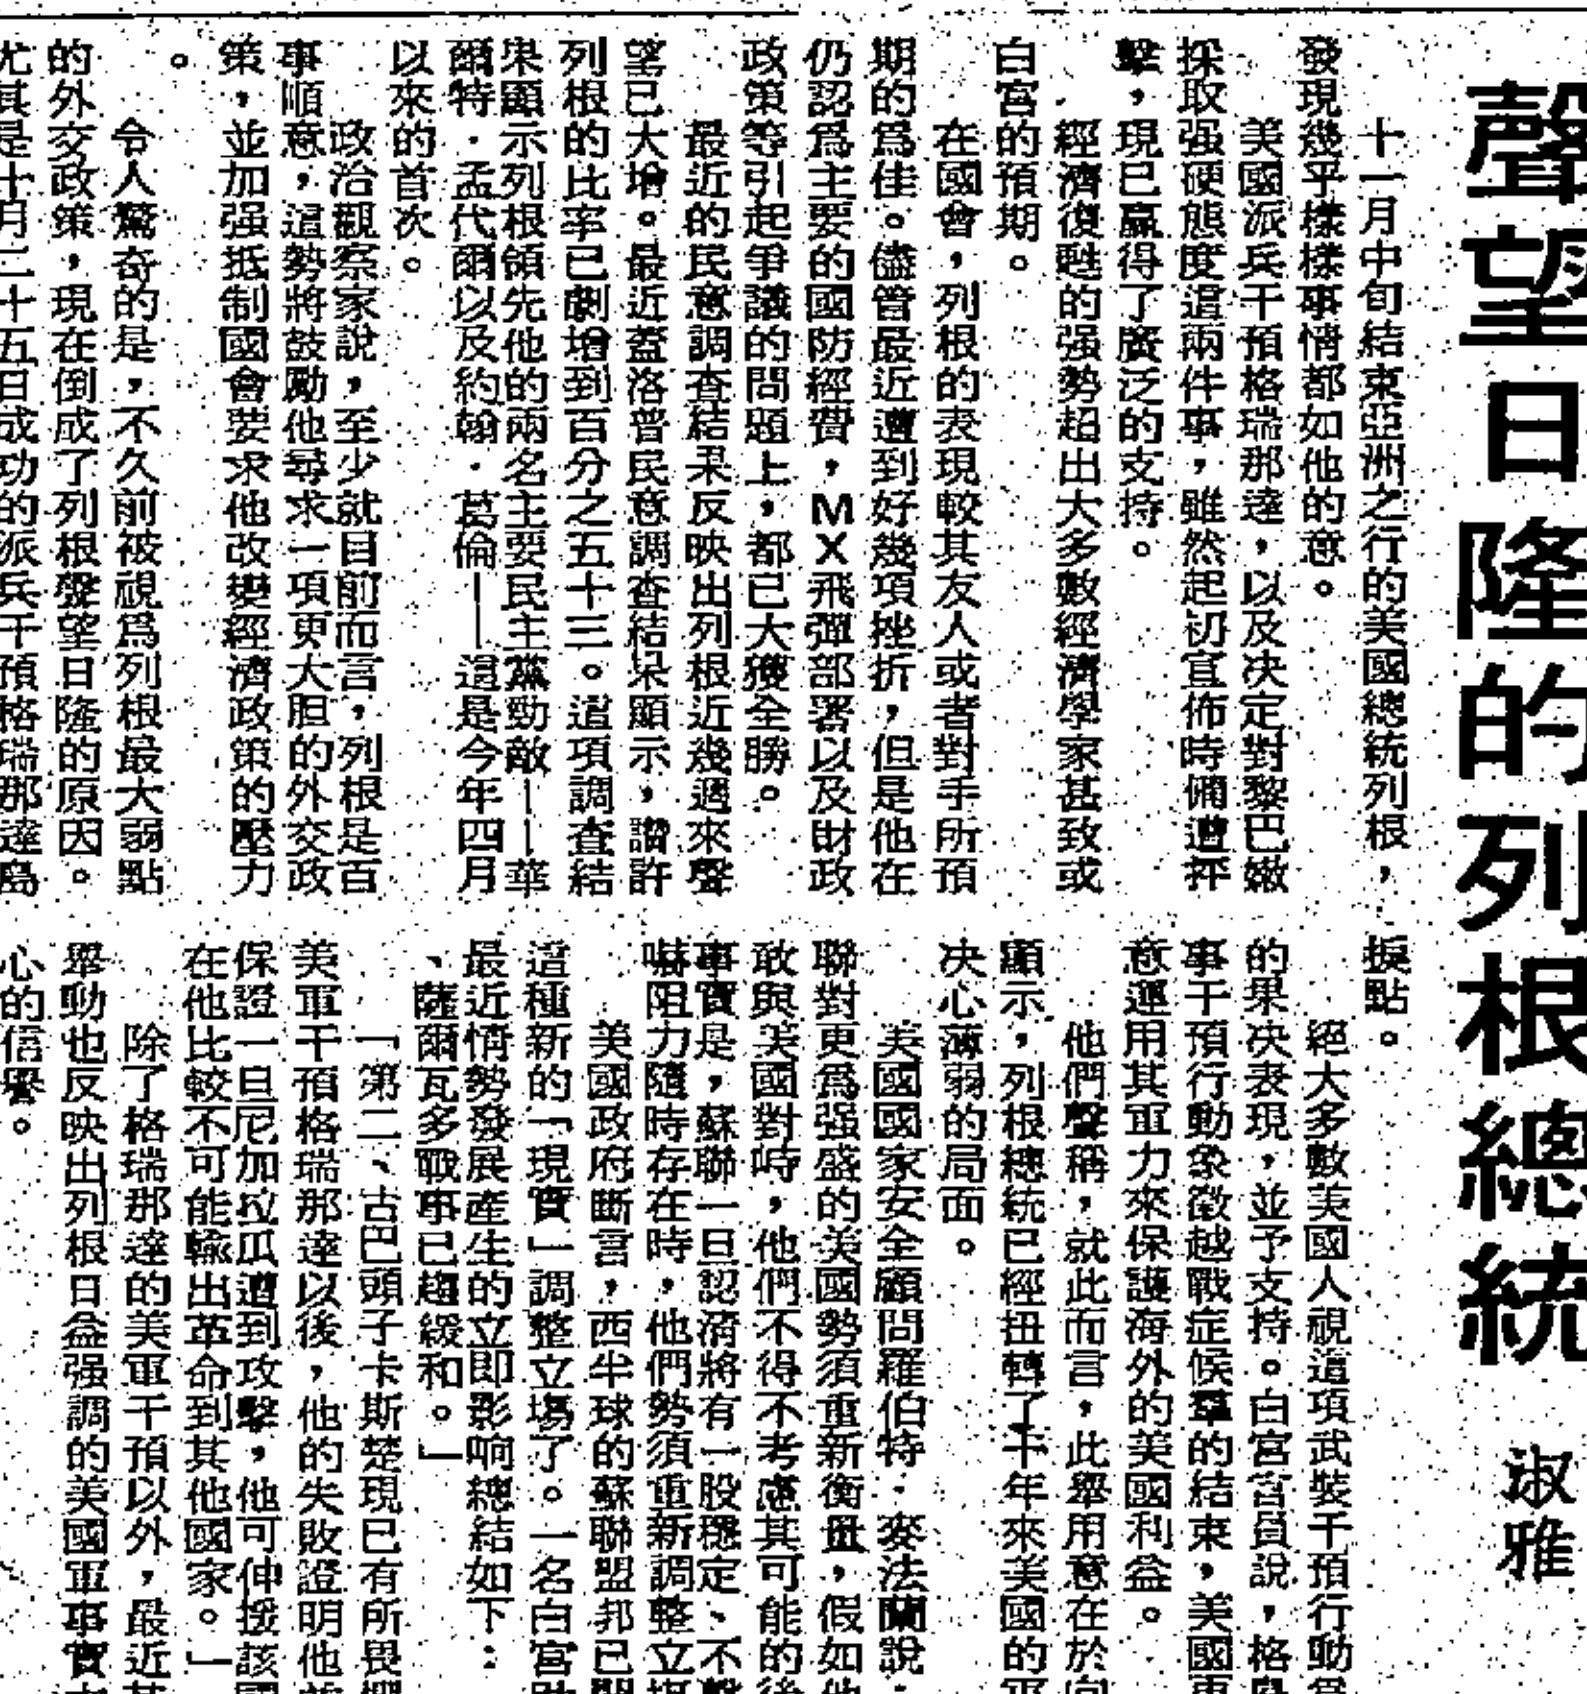 聲望日隆的列根總統
淑雅
十一月中旬結束亞洲之行的美國總統列根，
發現幾乎樣樣事情都如他的意。
美國派兵干預格瑞那達，以及决定對黎巴嫩
採取强硬態度這兩件事，雖然起初宣佈時備遭抨
擊，現已贏得了廣泛的支持。
經濟復甦的强勢超出大多數經濟學家甚致或
白宮的預期。
在國會，列根的表現較其友人或者對手所預
期的爲佳。儘管最近遭到好幾項挫折，但是他在
仍認爲主要的國防經費，MX飛彈部署以及財政
政策等引起爭議的問題上，都已大獲全勝。
最近的民意調查結果反映出列根近幾週來聲
望已大增。最近蓋洛普民意調查結果顯示，讚許
列根的比率已劇增到百分之五十三。這項調查結
果顯示列根領先他的兩名主要民主黨勁敵——華
爾特．孟代爾以及約翰．葛倫——這是今年四月
以來的首次。
政治觀察家說，至少就目前而言，列根是百
事順意，這勢將鼓勵他尋求一項更大胆的外交政
策，並加强抵制國會要求他改變經濟政策的壓力
。
令人驚奇的是，不久前被視爲列根最大弱點
的外交政策，現在倒成了列根聲望日隆的原因。
尤其是十月二十五日成功的派兵干預格瑞那達島
捩點。
絕大多數美國人視這項武裝干預行動爲
的果决表現，並予支持。白宮官員說，格島
事干預行動象徵越戰症候羣的結束，美國更
意運用其軍力來保護海外的美國利益。
他們聲稱，就此而言，此舉用意在於向
顯示，列根總統已經扭轉了十年來美國的軍
决心薄弱的局面。
美國國家安全顧問羅伯特．麥法蘭說：
聯對更爲强盛的美國勢須重新衡量，假如他
敢與美國對峙，他們不得不考慮其可能的後
事實是，蘇聯一旦認淸將有一股穩定、不
嚇阻力隨時存在時，他們勢須重新調整立塲
美國政府斷言，西半球的蘇聯盟邦已開
這種新的「現實」調整立塲了。一名白宮助
最近情勢發展產生的立即影响總結如下：
、薩爾瓦多戰事已趨緩和。」
「第二、古巴頭子卡斯楚現已有所畏懼
美軍干預格瑞那達以後，他的失敗證明他並
保證一旦尼加拉瓜遭到攻擊，他可伸援該國
在他比較不可能輸出革命到其他國家。」
除了格瑞那達的美軍干預以外，最近其
舉動也反映出列根日益强調的美國軍事實力
心的信譽。